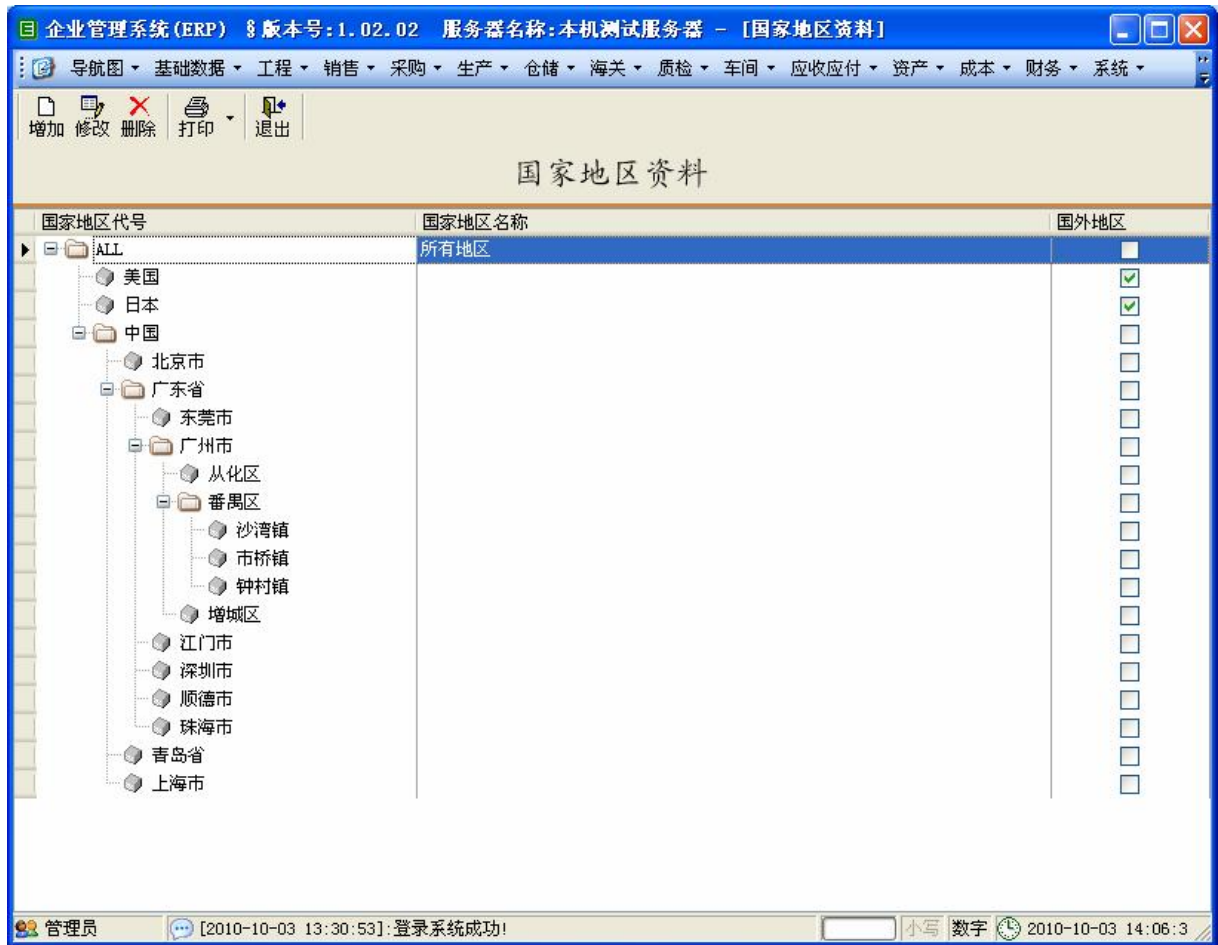 企业管理系统(ERP) §版本号:1.02.02 服务器名称:本机测试服务器 - [国家地区资料]
导航图 基础数据 工程 销售 采购 生产 仓储 海关 质检 车间 应收应付 资产 成本 财务 系统
增加 修改 删除 打印 退出
国家地区资料
国家地区代号 国家地区名称 国外地区
ALL 所有地区
美国
日本
中国
北京市
广东省
东莞市
广州市
从化区
番禺区
沙湾镇
市桥镇
钟村镇
增城区
江门市
深圳市
顺德市
珠海市
青岛省
上海市
管理员 [2010-10-03 13:30:53]:登录系统成功! 小写 数字 2010-10-03 14:06:3